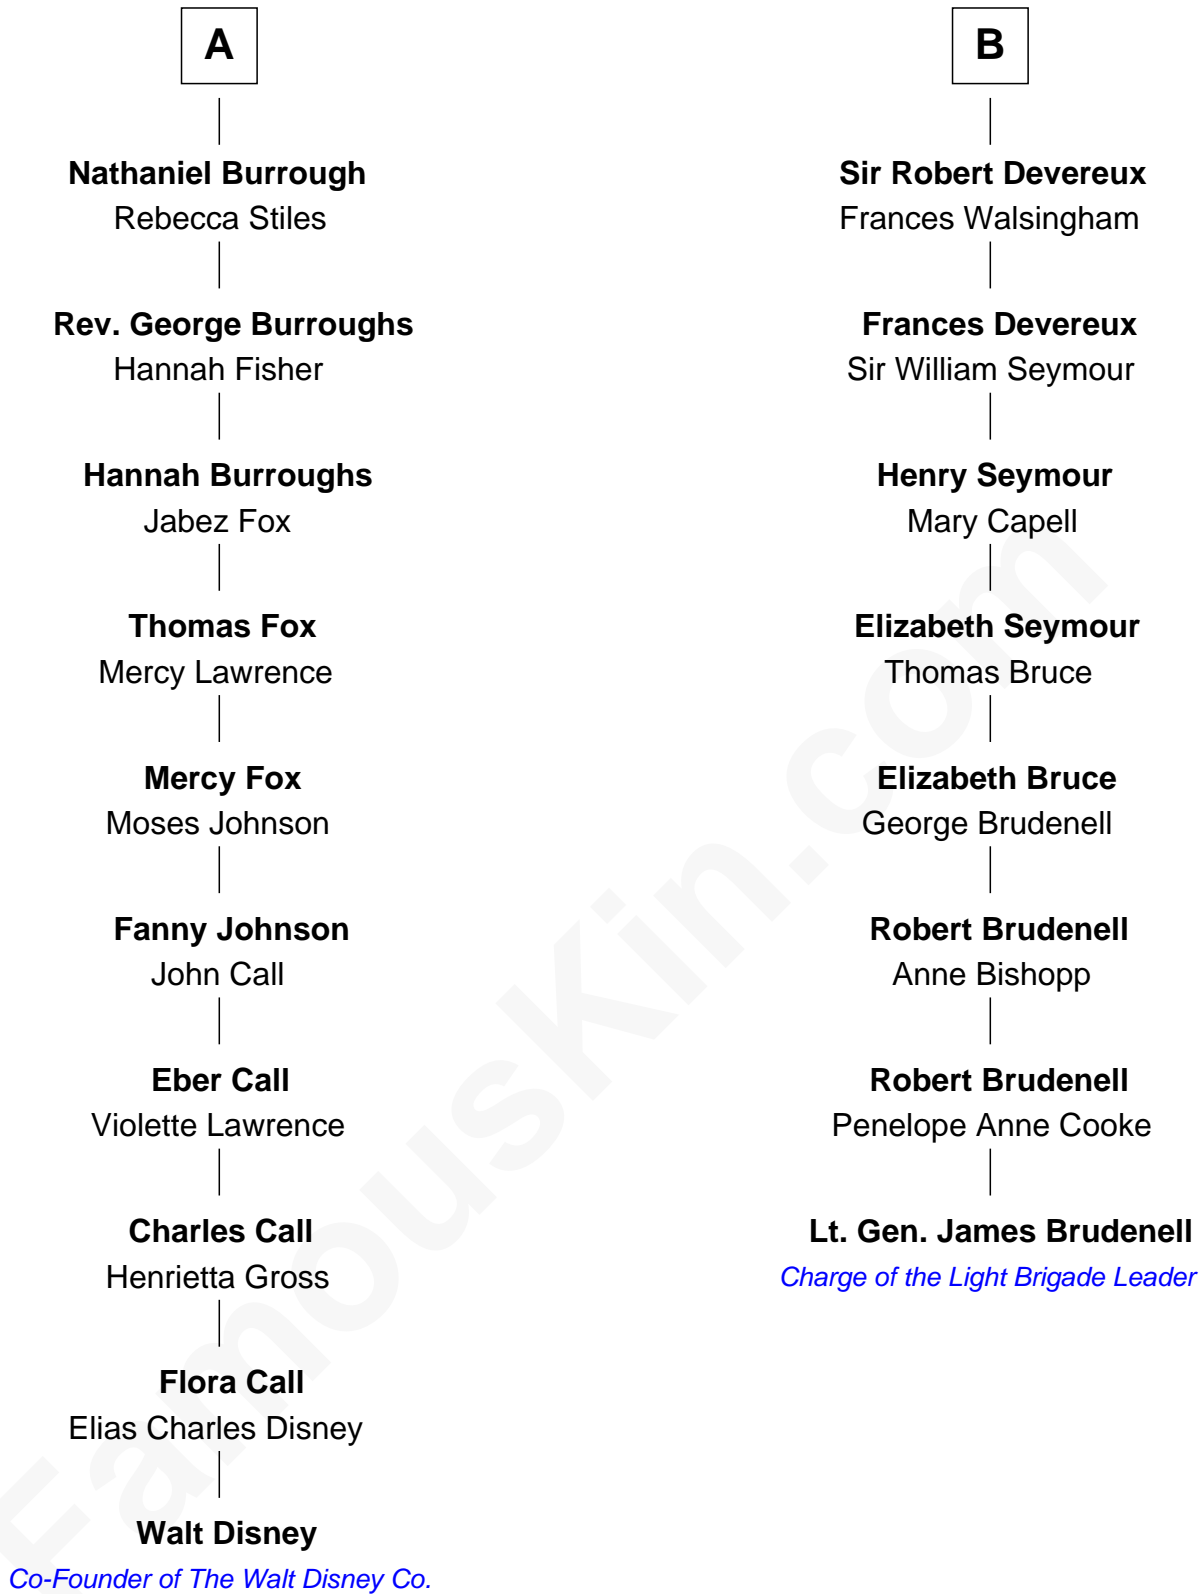 A
Nathaniel Burrough
Rebecca Stiles
Rev. George Burroughs
Hannah Fisher
Hannah Burroughs
Jabez Fox
Thomas Fox
Mercy Lawrence
Mercy Fox
Moses Johnson
Fanny Johnson
John Call
Eber Call
Violette Lawrence
Charles Call
Henrietta Gross
Flora Call
Elias Charles Disney
Walt Disney
Co-Founder of The Walt Disney Co.
B
Sir Robert Devereux
Frances Walsingham
Frances Devereux
Sir William Seymour
Henry Seymour
Mary Capell
Elizabeth Seymour
Thomas Bruce
Elizabeth Bruce
George Brudenell
Robert Brudenell
Anne Bishopp
Robert Brudenell
Penelope Anne Cooke
Lt. Gen. James Brudenell
Charge of the Light Brigade Leader
FamousKin.com